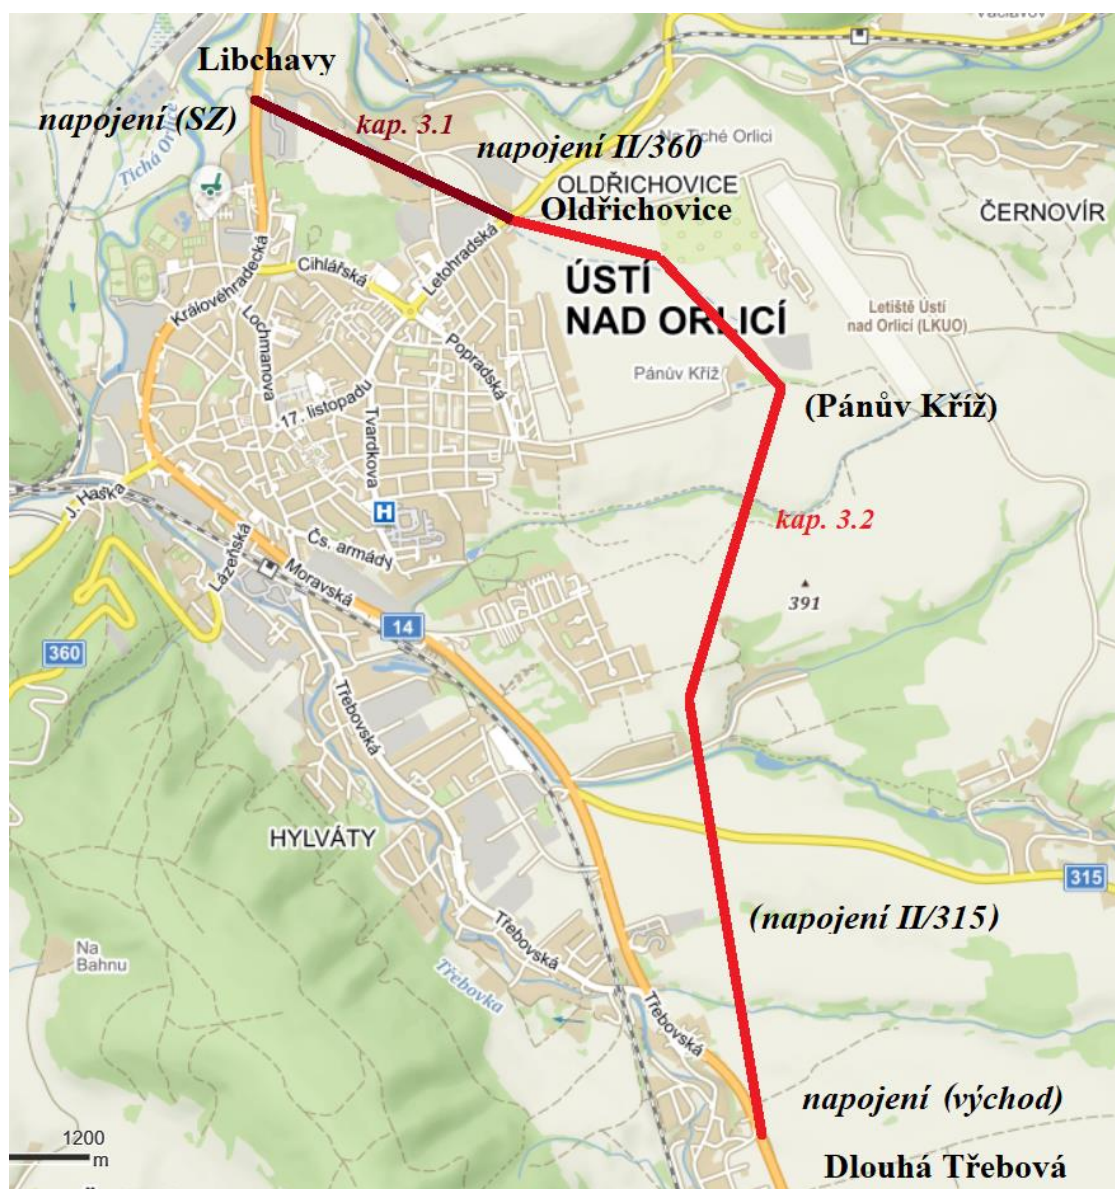 Václavov
Libchavy
napojení (SZ)
kap. 3.1
Na Tiché Orlici
napojení II/360
Tichá Orlice
OLDŘICHOVICE
Oldřichovice
ČERNOVÍR
Letohradská
Cihlářská
Královéhradecká
ÚSTÍ
NAD ORLICÍ
Lochmanova
Letiště Ústí
nad Orlicí (LKUO)
Popradská
Pánův Kříž
(Pánův Kříž)
17. listopadu
Tvardkova
J. Haška
H
kap. 3.2
Lázeňská
Čs. armády
Moravská
391
14
360
Třebovská
HYLVÁTY
315
(napojení II/315)
Třebovská
Na
Bahnu
Třebovka
Třebovská
napojení (východ)
1200
m
Dlouhá Třebová